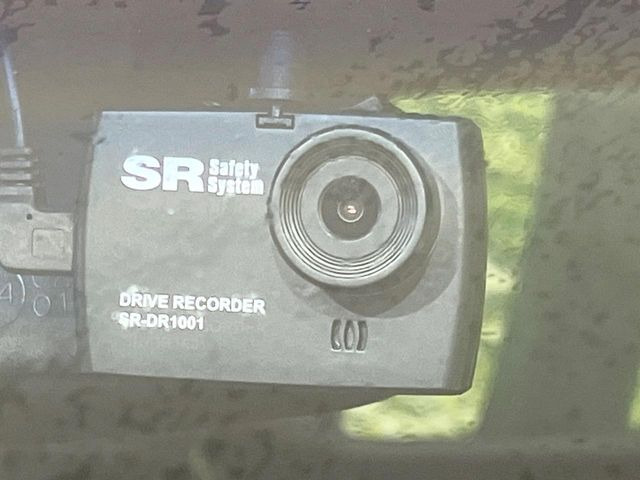 SR Safety
System
DRIVE RECORDER
SR-DR1001